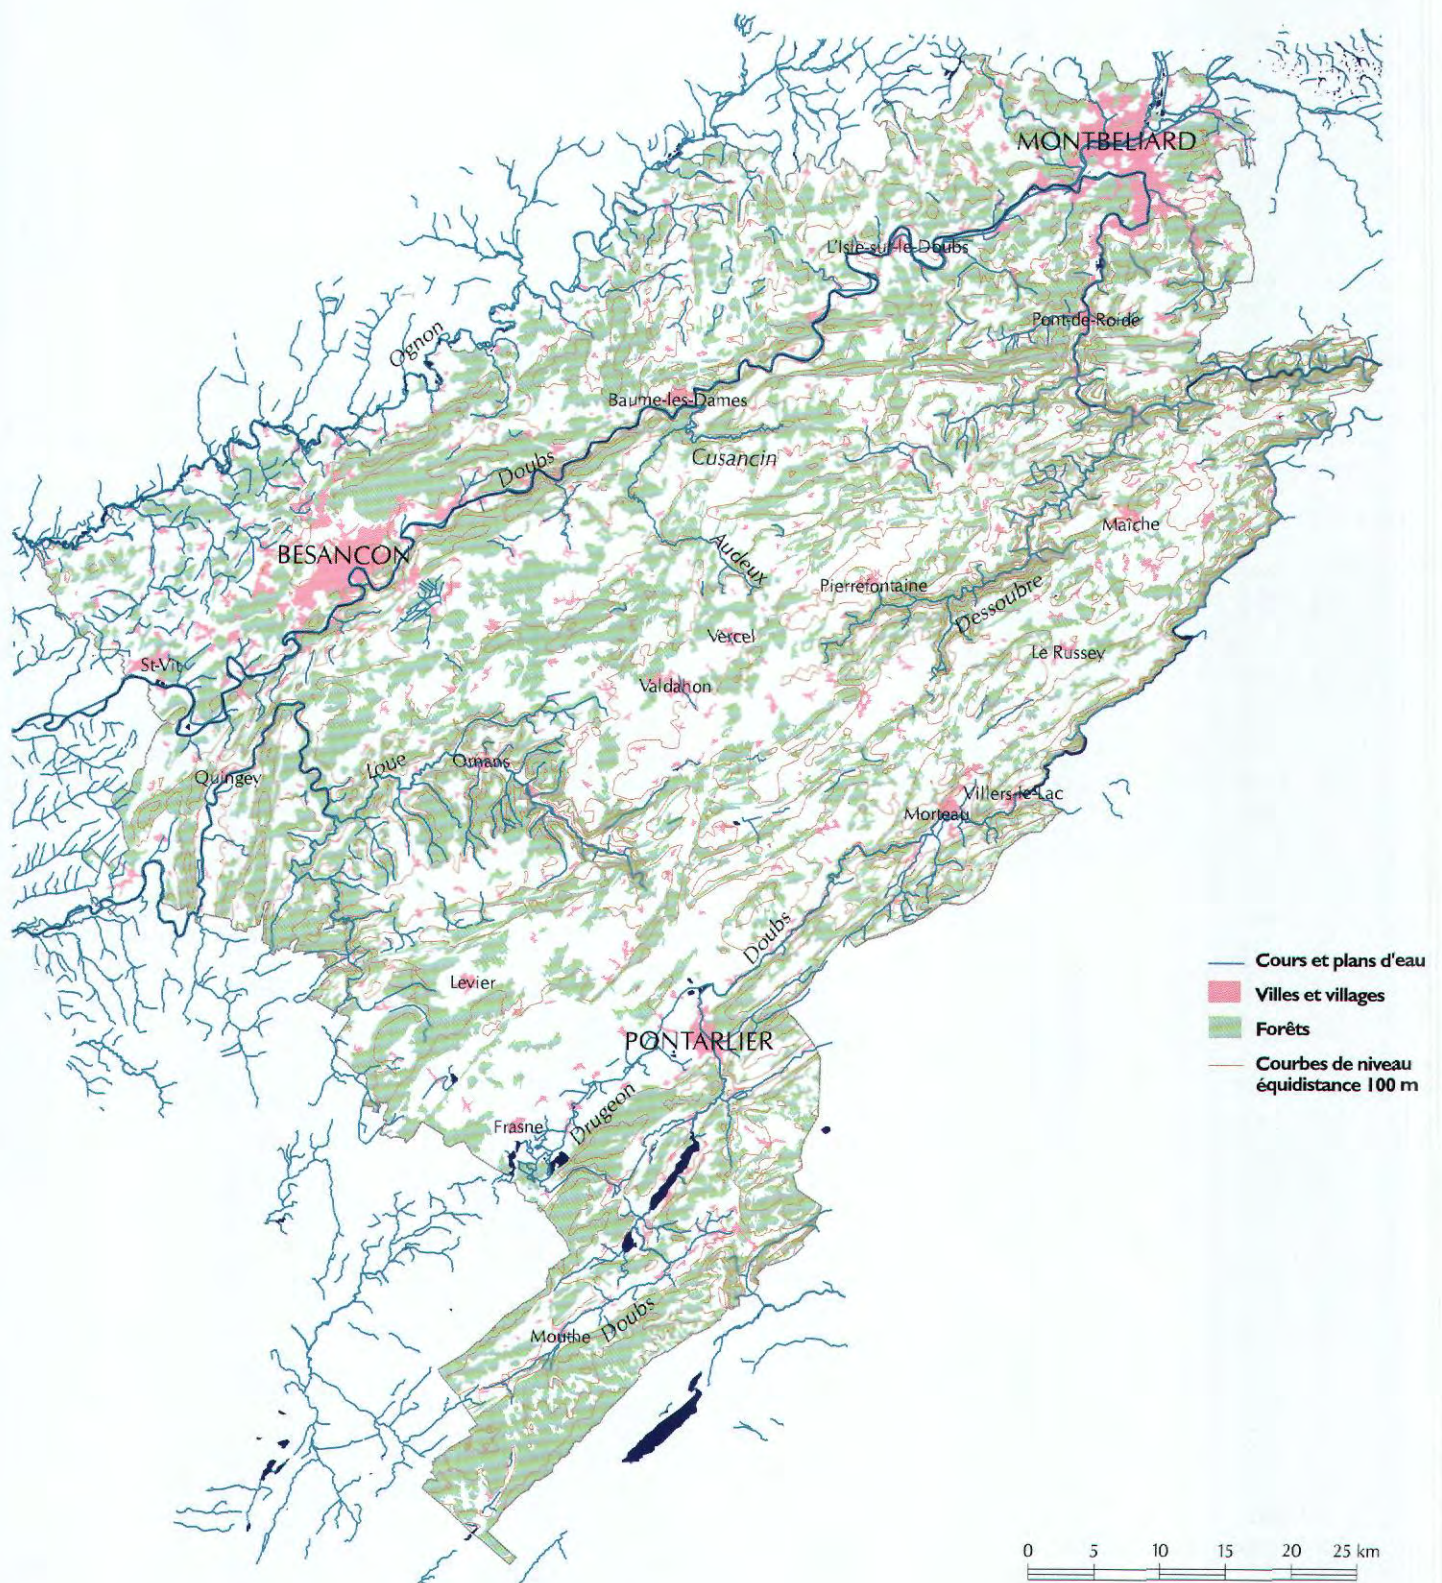 MONTBELIARD
L'Isle-sur-le-Doubs
Pont-de-Roide
Ognon
Baume-les-Dames
Doubs
Cusancin
Maîche
BESANCON
Audeux
Pierrefontaine
Dessoubre
Vercel
Le Russey
St-Vit
Valdahon
Loue
Ornans
Quingey
Villers-le-Lac
Morteau
Doubs
Levier
PONTARLIER
Frasne
Drugeon
Mouthe
Doubs
Cours et plans d'eau
Villes et villages
Forêts
Courbes de niveau
équidistance 100 m
0 5 10 15 20 25 km